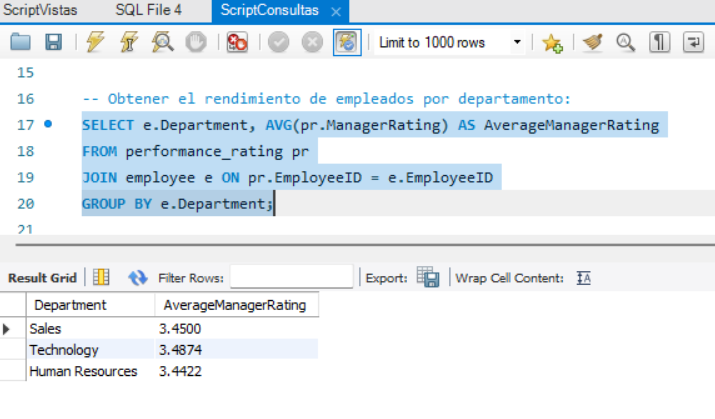 ScriptVistas SQL File 4 ScriptConsultas
Limit to 1000 rows
15
16 -- Obtener el rendimiento de empleados por departamento:
17 SELECT e.Department, AVG(pr.ManagerRating) AS AverageManagerRating
18 FROM performance_rating pr
19 JOIN employee e ON pr.EmployeeID = e.EmployeeID
20 GROUP BY e.Department;
21
Result Grid Filter Rows: Export: Wrap Cell Content: IA
Department AverageManagerRating
Sales 3.4500
Technology 3.4874
Human Resources 3.4422